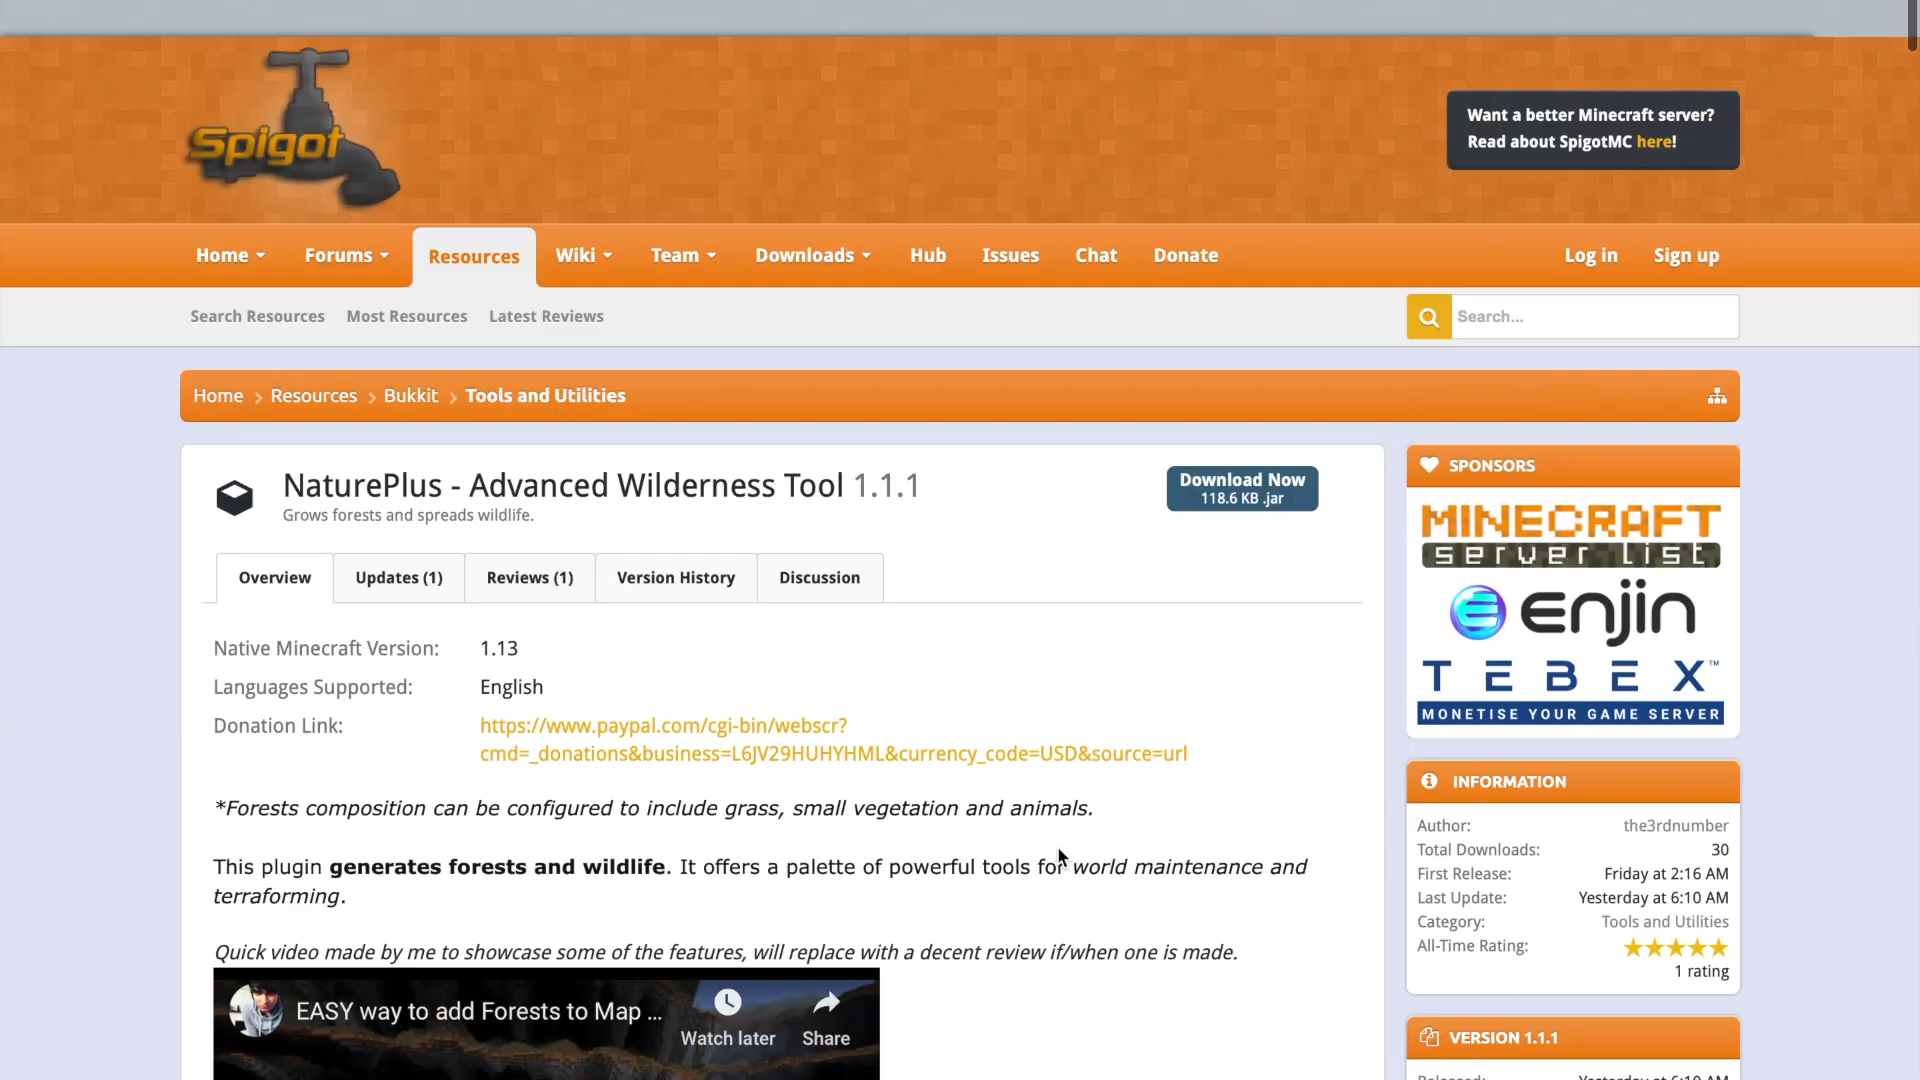 Spigot
Want a better Minecraft server?
Read about SpigotMC here!
Home
Forums
Resources
Wiki
Team
Downloads
Hub
Issues
Chat
Donate
Log in
Sign up
Search Resources
Most Resources
Latest Reviews
Search...
Home
Resources
Bukkit
Tools and Utilities
NaturePlus - Advanced Wilderness Tool 1.1.1
Grows forests and spreads wildlife.
Download Now
118.6 KB .jar
Overview
Updates (1)
Reviews (1)
Version History
Discussion
Native Minecraft Version: 1.13
Languages Supported: English
Donation Link: https://www.paypal.com/cgi-bin/webscr?
cmd=_donations&business=L6JV29HUHYHML&currency_code=USD&source=url
*Forests composition can be configured to include grass, small vegetation and animals.
This plugin generates forests and wildlife. It offers a palette of powerful tools for world maintenance and
terraforming.
Quick video made by me to showcase some of the features, will replace with a decent review if/when one is made.
EASY way to add Forests to Map ...
Watch later
Share
SPONSORS
MINECRAFT
server list
enjin
TEBEX™
MONETISE YOUR GAME SERVER
INFORMATION
Author: the3rdnumber
Total Downloads: 30
First Release: Friday at 2:16 AM
Last Update: Yesterday at 6:10 AM
Category: Tools and Utilities
All-Time Rating:
1 rating
VERSION 1.1.1
Released: Yesterday at 6:10 AM